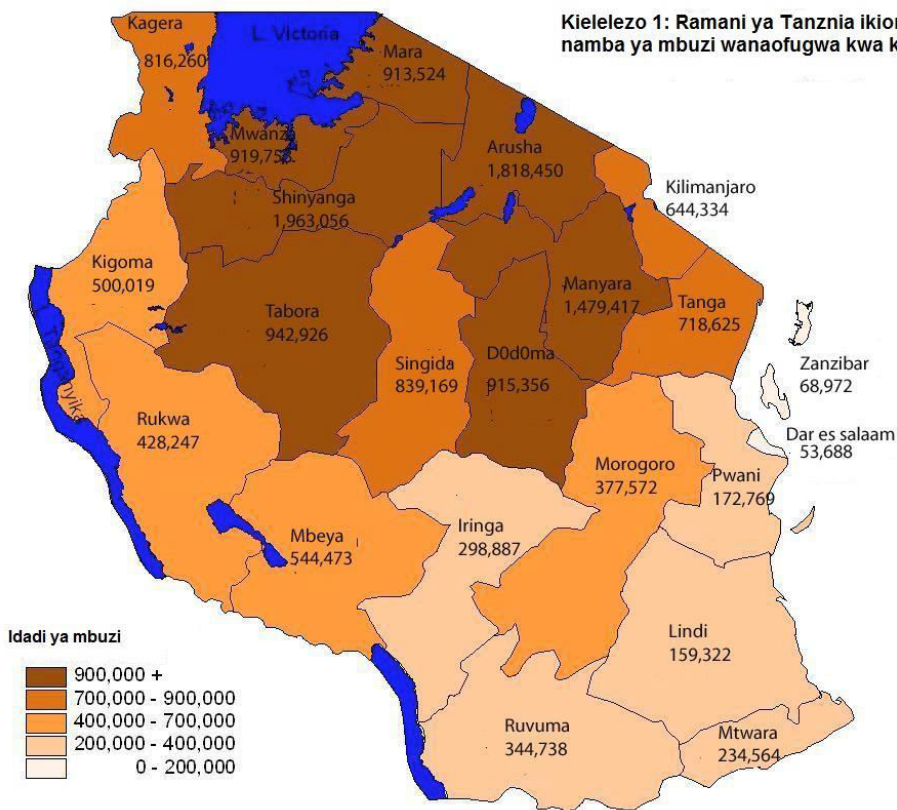 Kielelezo 1: Ramani ya Tanznia ikion
namba ya mbuzi wanaofugwa kwa k
Kagera
816,260
L. Victoria
Mara
913,524
Mwanza
Arusha
1,818,450
Shinyanga
1,963,056
Kilimanjaro
644,334
Kigoma
500,019
Manyara
1,479,417
Tanga
718,625
Tabora
942,926
Singida
839,169
D0d0ma
915,356
Zanzibar
68,972
Rukwa
428,247
Dar es salaam
53,688
Morogoro
377,572
Pwani
172,769
Iringa
298,887
Mbeya
544,473
Lindi
159,322
Ruvuma
344,738
Mtwara
234,564
Idadi ya mbuzi
900,000 +
700,000 - 900,000
400,000 - 700,000
200,000 - 400,000
0 - 200,000